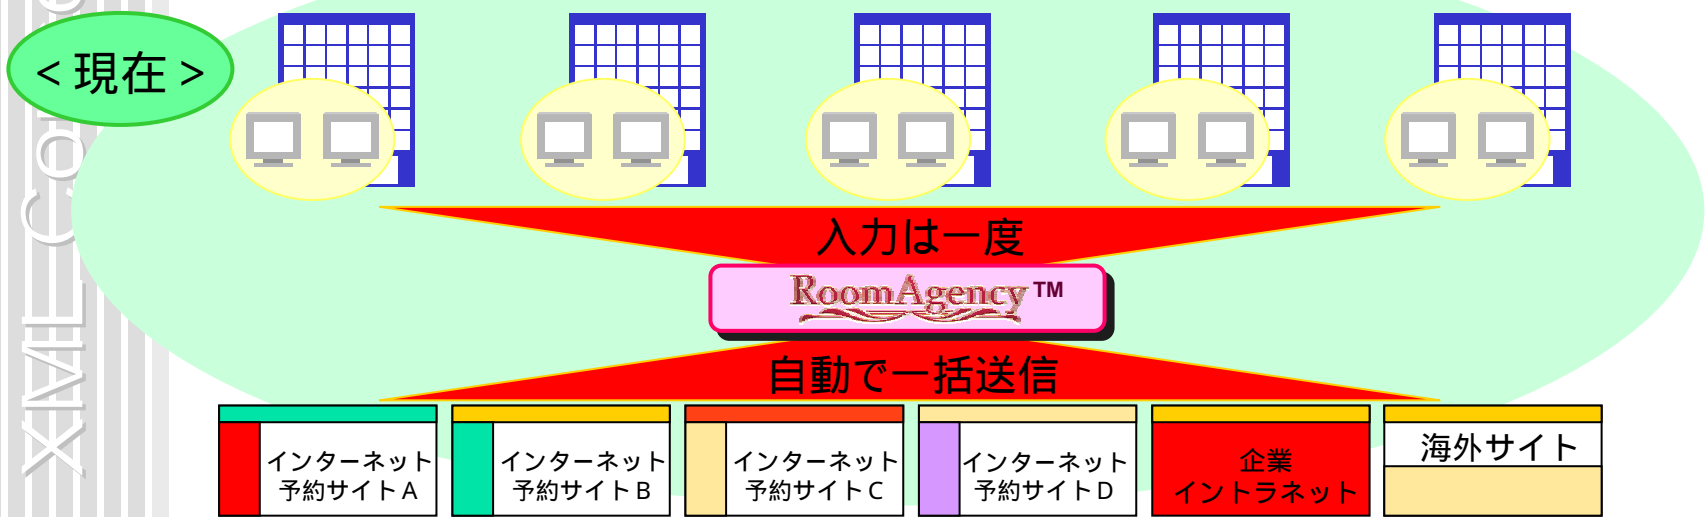 <現在>
入力は一度
RoomAgency™
自動で一括送信
インターネット
予約サイトA
インターネット
予約サイトB
インターネット
予約サイトC
インターネット
予約サイトD
企業
イントラネット
海外サイト
XML Co